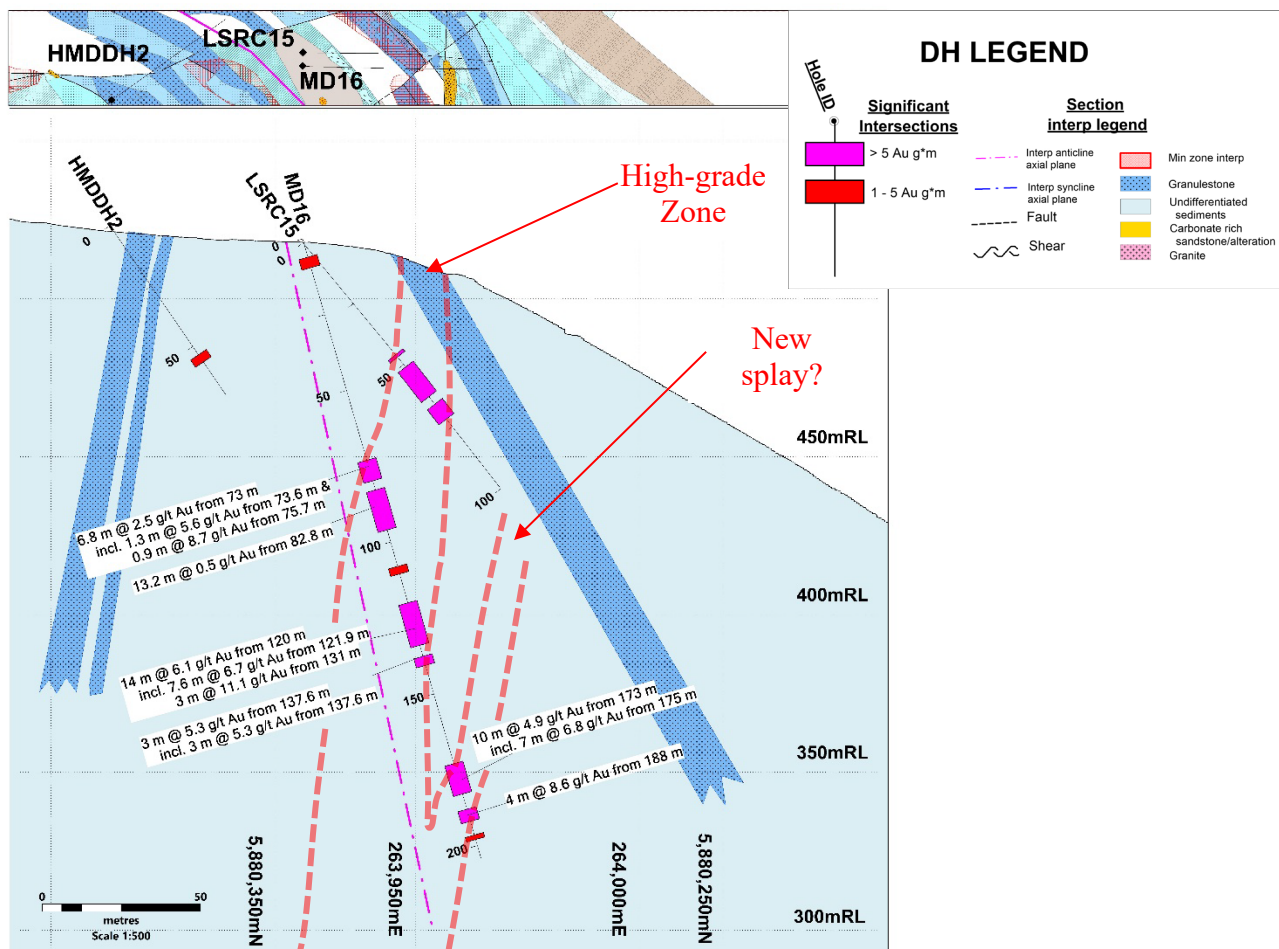 HMDDH2
LSRC15
MD16
DH LEGEND
Hole ID
Significant
Intersections
> 5 Au g*m
1 - 5 Au g*m
Section
interp legend
Interp anticline
axial plane
Interp syncline
axial plane
Fault
Shear
Min zone interp
Granulestone
Undifferentiated
sediments
Carbonate rich
sandstone/alteration
Granite
HMDDH2
MD16
LSRC15
0
0
0
High-grade
Zone
New
splay?
50
50
50
100
100
150
200
450mRL
400mRL
350mRL
300mRL
6.8 m @ 2.5 g/t Au from 73 m
incl. 1.3 m @ 5.6 g/t Au from 73.6 m &
0.9 m @ 8.7 g/t Au from 75.7 m
13.2 m @ 0.5 g/t Au from 82.8 m
14 m @ 6.1 g/t Au from 120 m
incl. 7.6 m @ 6.7 g/t Au from 121.9 m
3 m @ 11.1 g/t Au from 131 m
3 m @ 5.3 g/t Au from 137.6 m
incl. 3 m @ 5.3 g/t Au from 137.6 m
10 m @ 4.9 g/t Au from 173 m
incl. 7 m @ 6.8 g/t Au from 175 m
4 m @ 8.6 g/t Au from 188 m
5,880,350mN
263,950mE
264,000mE
5,880,250mN
0
50
metres
Scale 1:500